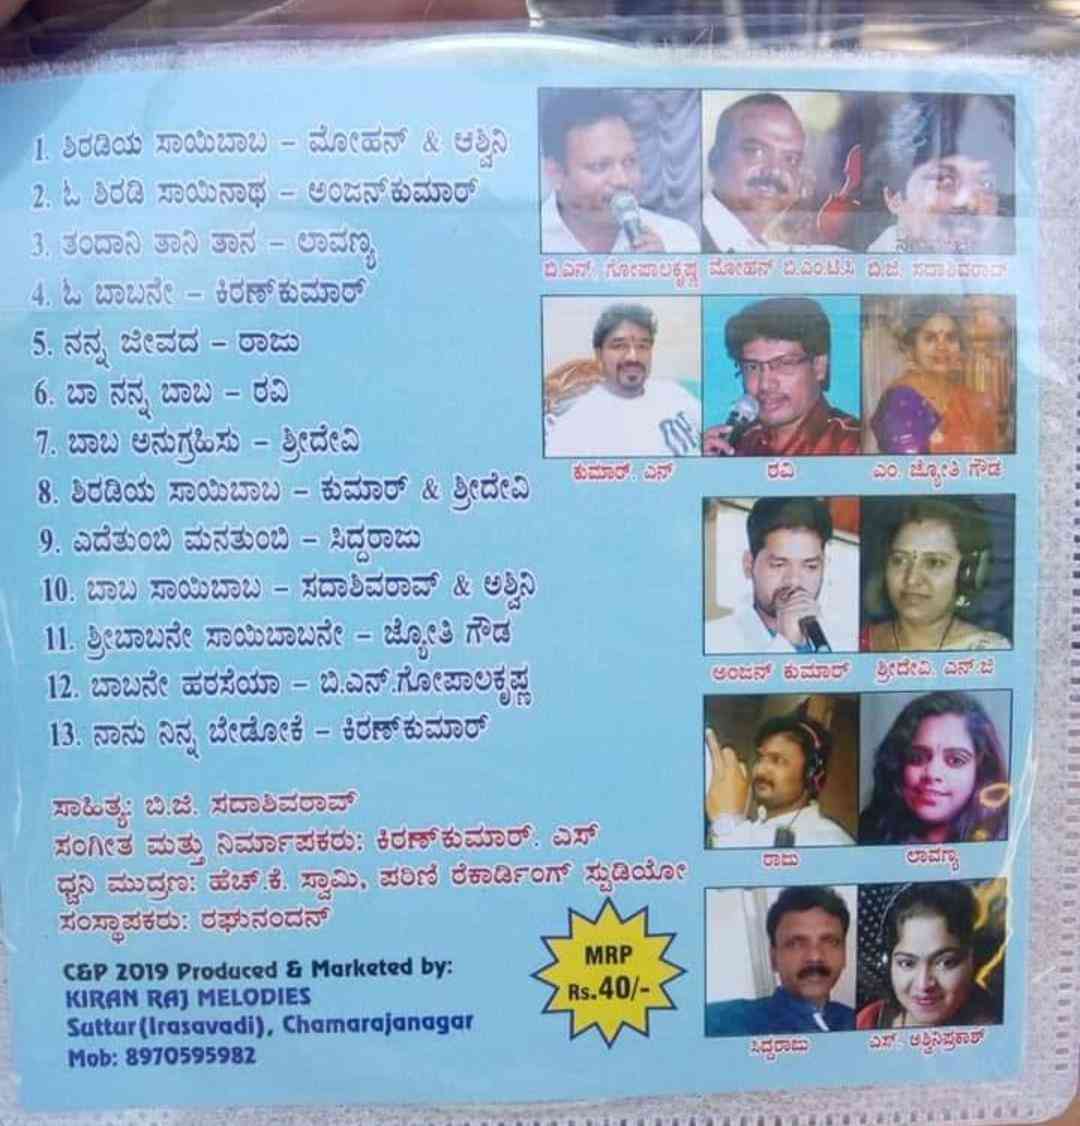 1. ಶಿರಡಿಯ ಸಾಯಿಬಾಬ – ಮೋಹನ್ & ಆಶ್ವಿನಿ
2. ಓ ಶಿರಡಿ ಸಾಯಿನಾಥ – ಅಂಜನ್‌ಕುಮಾರ್
3. ತಂದಾನಿ ತಾನಿ ತಾನ – ಲಾವಣ್ಯ
4. ಓ ಬಾಬನೇ – ಕಿರಣ್‌ಕುಮಾರ್
5. ನನ್ನ ಜೀವದ – ರಾಜು
6. ಬಾ ನನ್ನ ಬಾಬ – ರವಿ
7. ಬಾಬ ಅನುಗ್ರಹಿಸು – ಶ್ರೀದೇವಿ
8. ಶಿರಡಿಯ ಸಾಯಿಬಾಬ – ಕುಮಾರ್ & ಶ್ರೀದೇವಿ
9. ಎದೆತುಂಬಿ ಮನತುಂಬಿ – ಸಿದ್ದರಾಜು
10. ಬಾಬ ಸಾಯಿಬಾಬ – ಸದಾಶಿವರಾವ್ & ಅಶ್ವಿನಿ
11. ಶ್ರೀಬಾಬನೇ ಸಾಯಿಬಾಬನೇ – ಜ್ಯೋತಿ ಗೌಡ
12. ಬಾಬನೇ ಹರಸೆಯಾ – ಬಿ.ಎನ್.ಗೋಪಾಲಕೃಷ್ಣ
13. ನಾನು ನಿನ್ನ ಬೇಡೋಕೆ – ಕಿರಣ್‌ಕುಮಾರ್
ಸಾಹಿತ್ಯ: ಬಿ.ಜೆ. ಸದಾಶಿವರಾವ್
ಸಂಗೀತ ಮತ್ತು ನಿರ್ಮಾಪಕರು: ಕಿರಣ್‌ಕುಮಾರ್. ಎಸ್
ಧ್ವನಿ ಮುದ್ರಣ: ಹೆಚ್.ಕೆ. ಸ್ವಾಮಿ, ಪರಿಣಿ ರೆಕಾರ್ಡಿಂಗ್ ಸ್ಟುಡಿಯೋ
ಸಂಸ್ಥಾಪಕರು: ರಘುನಂದನ್
C&P 2019 Produced & Marketed by:
KIRAN RAJ MELODIES
Suttur(Irasavadi), Chamarajanagar
Mob: 8970595982
MRP
Rs.40/-
ಬಿ.ಎನ್. ಗೋಪಾಲಕೃಷ್ಣ ಮೋಹನ್ ಬಿ.ಎಂ.ಟಿ.ಸಿ ಬಿ.ಜೆ. ಸದಾಶಿವರಾವ್
ಕುಮಾರ್. ಎನ್ ರವಿ ಎಂ. ಜ್ಯೋತಿ ಗೌಡ
ಅಂಜನ್ ಕುಮಾರ್ ಶ್ರೀದೇವಿ. ಎನ್.ಜಿ
ರಾಜು ಲಾವಣ್ಯ
ಸಿದ್ದರಾಜು ಎಸ್. ಅಶ್ವಿನಿಪ್ರಕಾಶ್